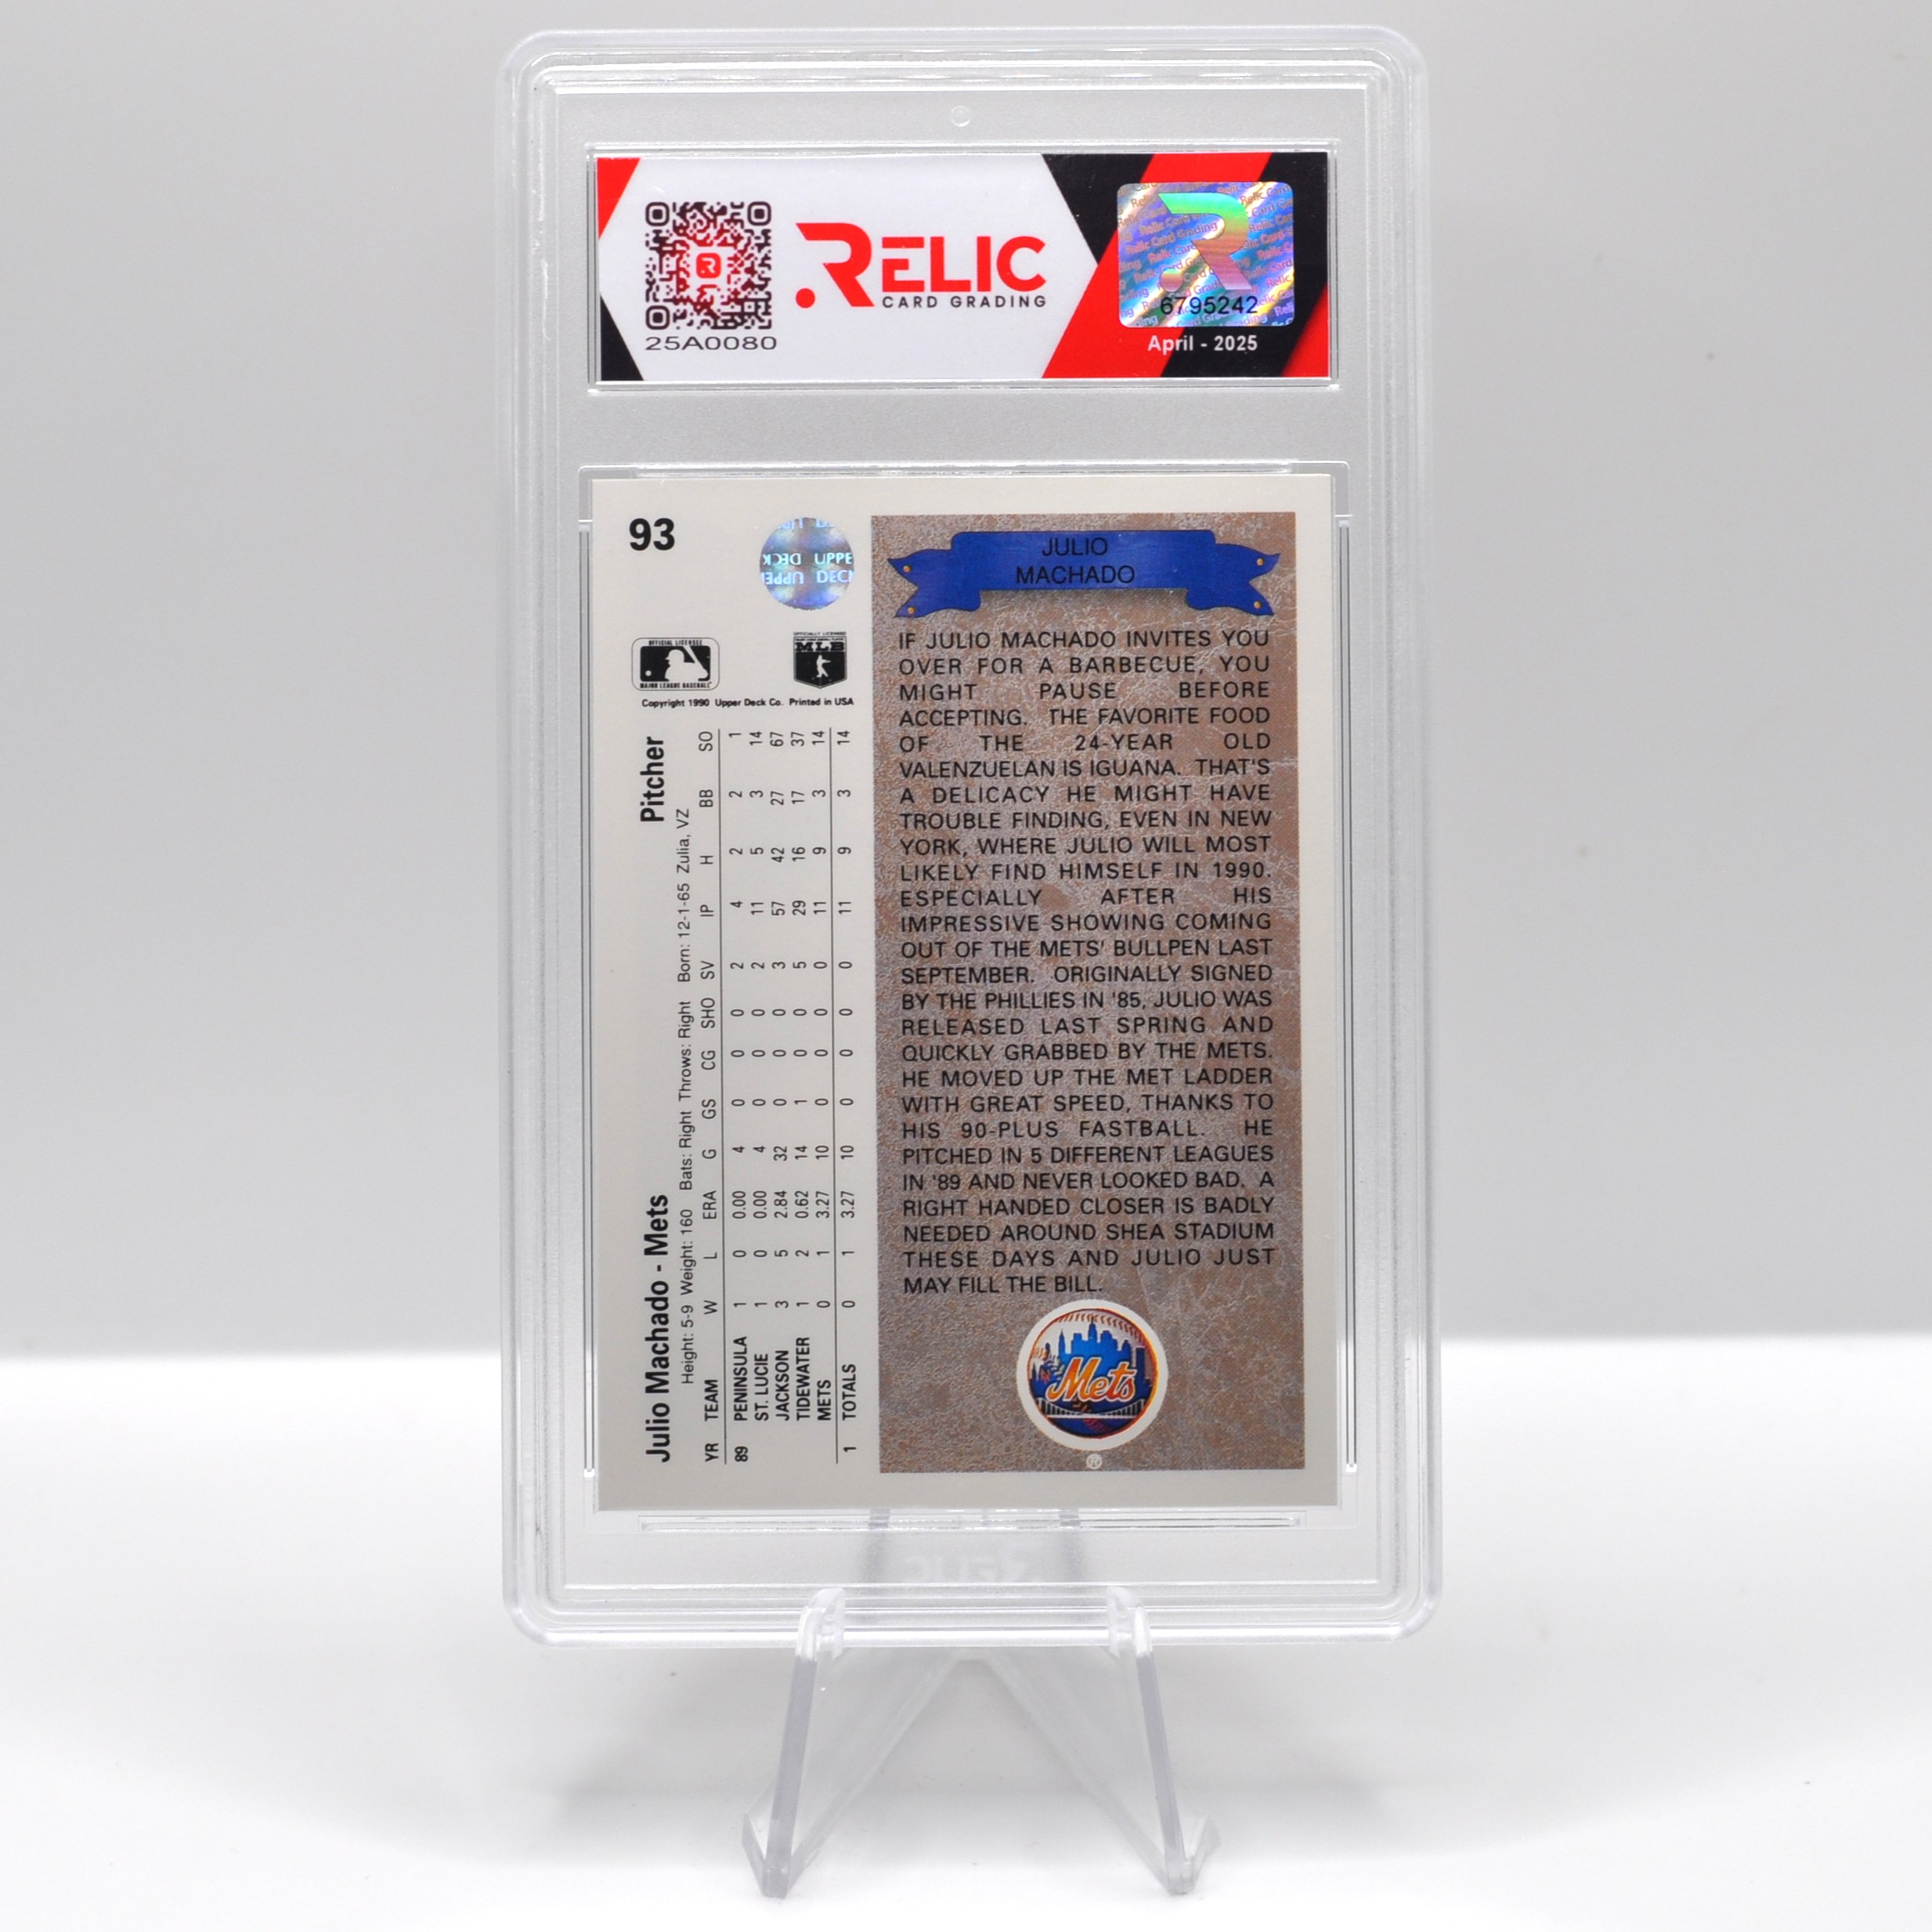 25A0080
RELIC
CARD GRADING
6795242
April - 2025
93
UPPER DECK
OFFICIAL LICENSEE
MAJOR LEAGUE BASEBALL
MLB
Copyright 1990 Upper Deck Co. Printed in USA
Julio Machado - Mets Pitcher
Height: 5-9 Weight: 160 Bats: Right Throws: Right Born: 12-1-65 Zulia, VZ
YR TEAM W L ERA G GS CG SHO SV IP H BB SO
89 PENINSULA 1 0 0.00 4 0 0 0 2 4 2 2 1
ST. LUCIE 1 0 0.00 4 0 0 0 2 11 5 3 14
JACKSON 3 5 2.84 32 0 0 0 3 57 42 27 67
TIDEWATER 1 2 0.62 14 1 0 0 5 29 16 17 37
METS 0 1 3.27 10 0 0 0 0 11 9 3 14
1 TOTALS 0 1 3.27 10 0 0 0 0 11 9 3 14
JULIO
MACHADO
IF JULIO MACHADO INVITES YOU
OVER FOR A BARBECUE, YOU
MIGHT PAUSE BEFORE
ACCEPTING. THE FAVORITE FOOD
OF THE 24-YEAR OLD
VALENZUELAN IS IGUANA. THAT'S
A DELICACY HE MIGHT HAVE
TROUBLE FINDING, EVEN IN NEW
YORK, WHERE JULIO WILL MOST
LIKELY FIND HIMSELF IN 1990.
ESPECIALLY AFTER HIS
IMPRESSIVE SHOWING COMING
OUT OF THE METS' BULLPEN LAST
SEPTEMBER. ORIGINALLY SIGNED
BY THE PHILLIES IN '85, JULIO WAS
RELEASED LAST SPRING AND
QUICKLY GRABBED BY THE METS.
HE MOVED UP THE MET LADDER
WITH GREAT SPEED, THANKS TO
HIS 90-PLUS FASTBALL. HE
PITCHED IN 5 DIFFERENT LEAGUES
IN '89 AND NEVER LOOKED BAD. A
RIGHT HANDED CLOSER IS BADLY
NEEDED AROUND SHEA STADIUM
THESE DAYS AND JULIO JUST
MAY FILL THE BILL.
Mets
®